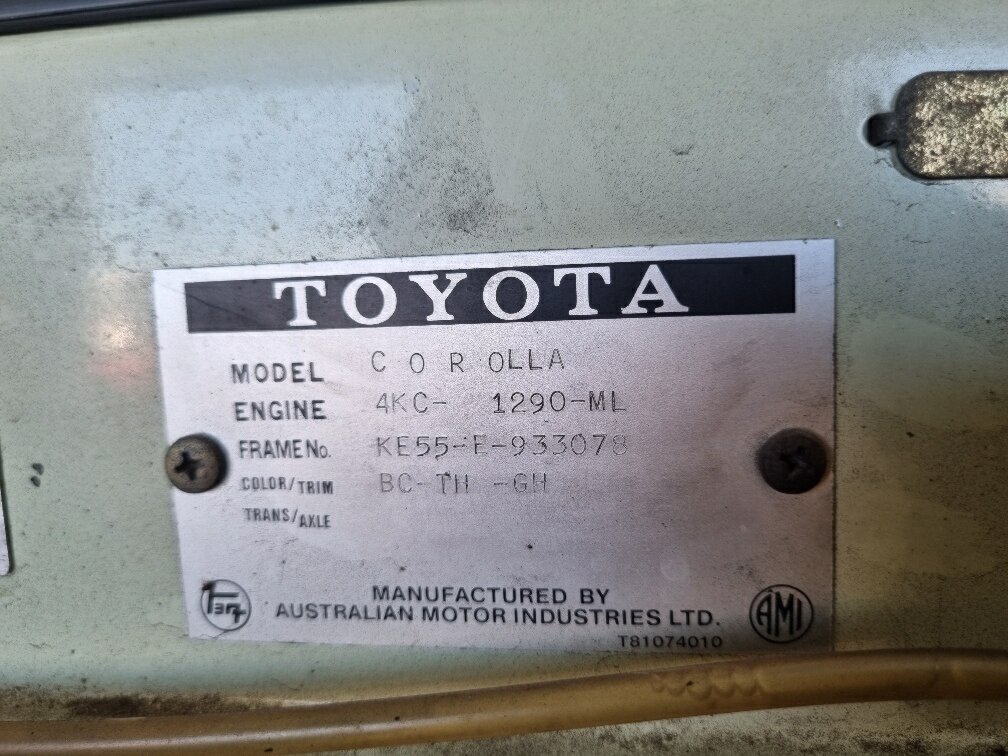 TOYOTA
MODEL C O R OLLA
ENGINE 4KC- 1290-ML
FRAME No. KE55-E-933078
COLOR/TRIM BC-TH -GH
TRANS/AXLE
MANUFACTURED BY
AUSTRALIAN MOTOR INDUSTRIES LTD.
AMI
T81074010